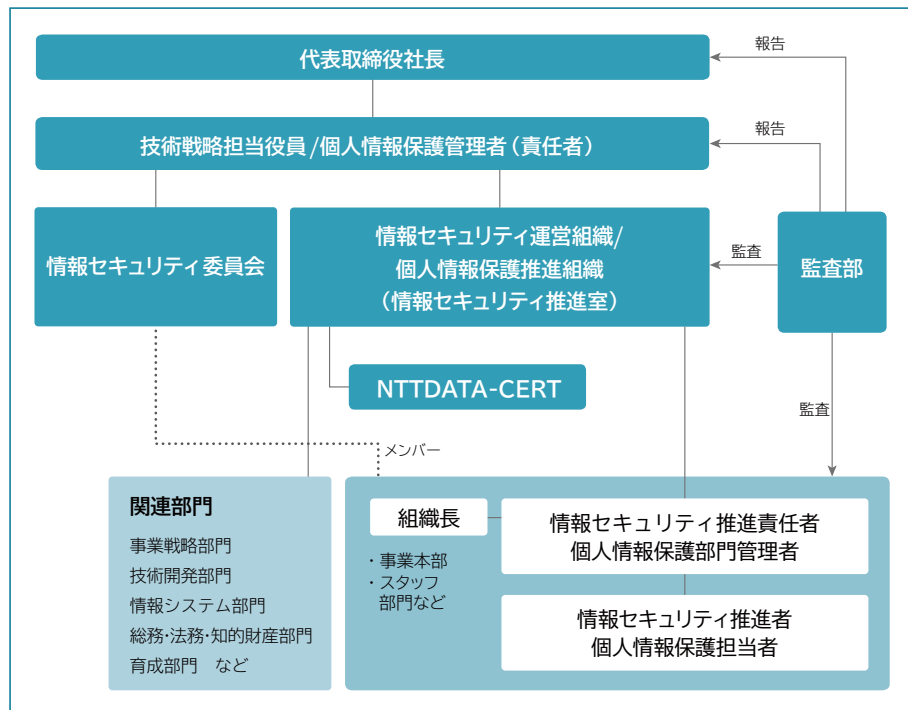 代表取締役社長
報告
技術戦略担当役員/個人情報保護管理者(責任者)
報告
情報セキュリティ委員会
情報セキュリティ運営組織/
個人情報保護推進組織
(情報セキュリティ推進室)
監査
監査部
NTTDATA-CERT
監査
メンバー
関連部門
事業戦略部門
技術開発部門
情報システム部門
総務・法務・知的財産部門
育成部門 など
組織長
・事業本部
・スタッフ
部門など
情報セキュリティ推進責任者
個人情報保護部門管理者
情報セキュリティ推進者
個人情報保護担当者